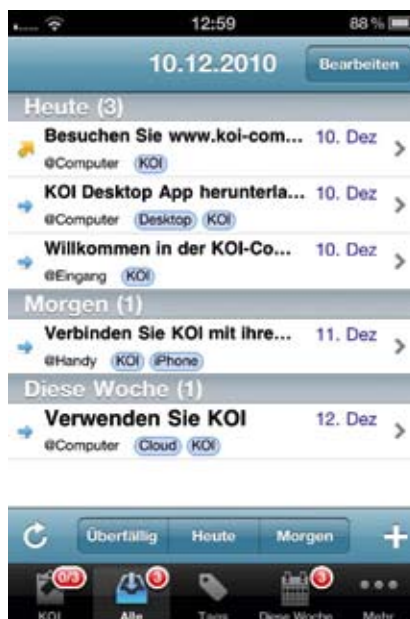 12:59 88 %
10.12.2010 Bearbeiten
Heute (3)
Besuchen Sie www.koi-com... 10. Dez
@Computer KOI
KOI Desktop App herunterla... 10. Dez
@Computer Desktop KOI
Willkommen in der KOI-Co... 10. Dez
@Eingang KOI
Morgen (1)
Verbinden Sie KOI mit ihre... 11. Dez
@Handy KOI iPhone
Diese Woche (1)
Verwenden Sie KOI 12. Dez
@Computer Cloud KOI
Überfällig Heute Morgen
0/3 3 3
KOI Alle Tags Diese Woche Mehr